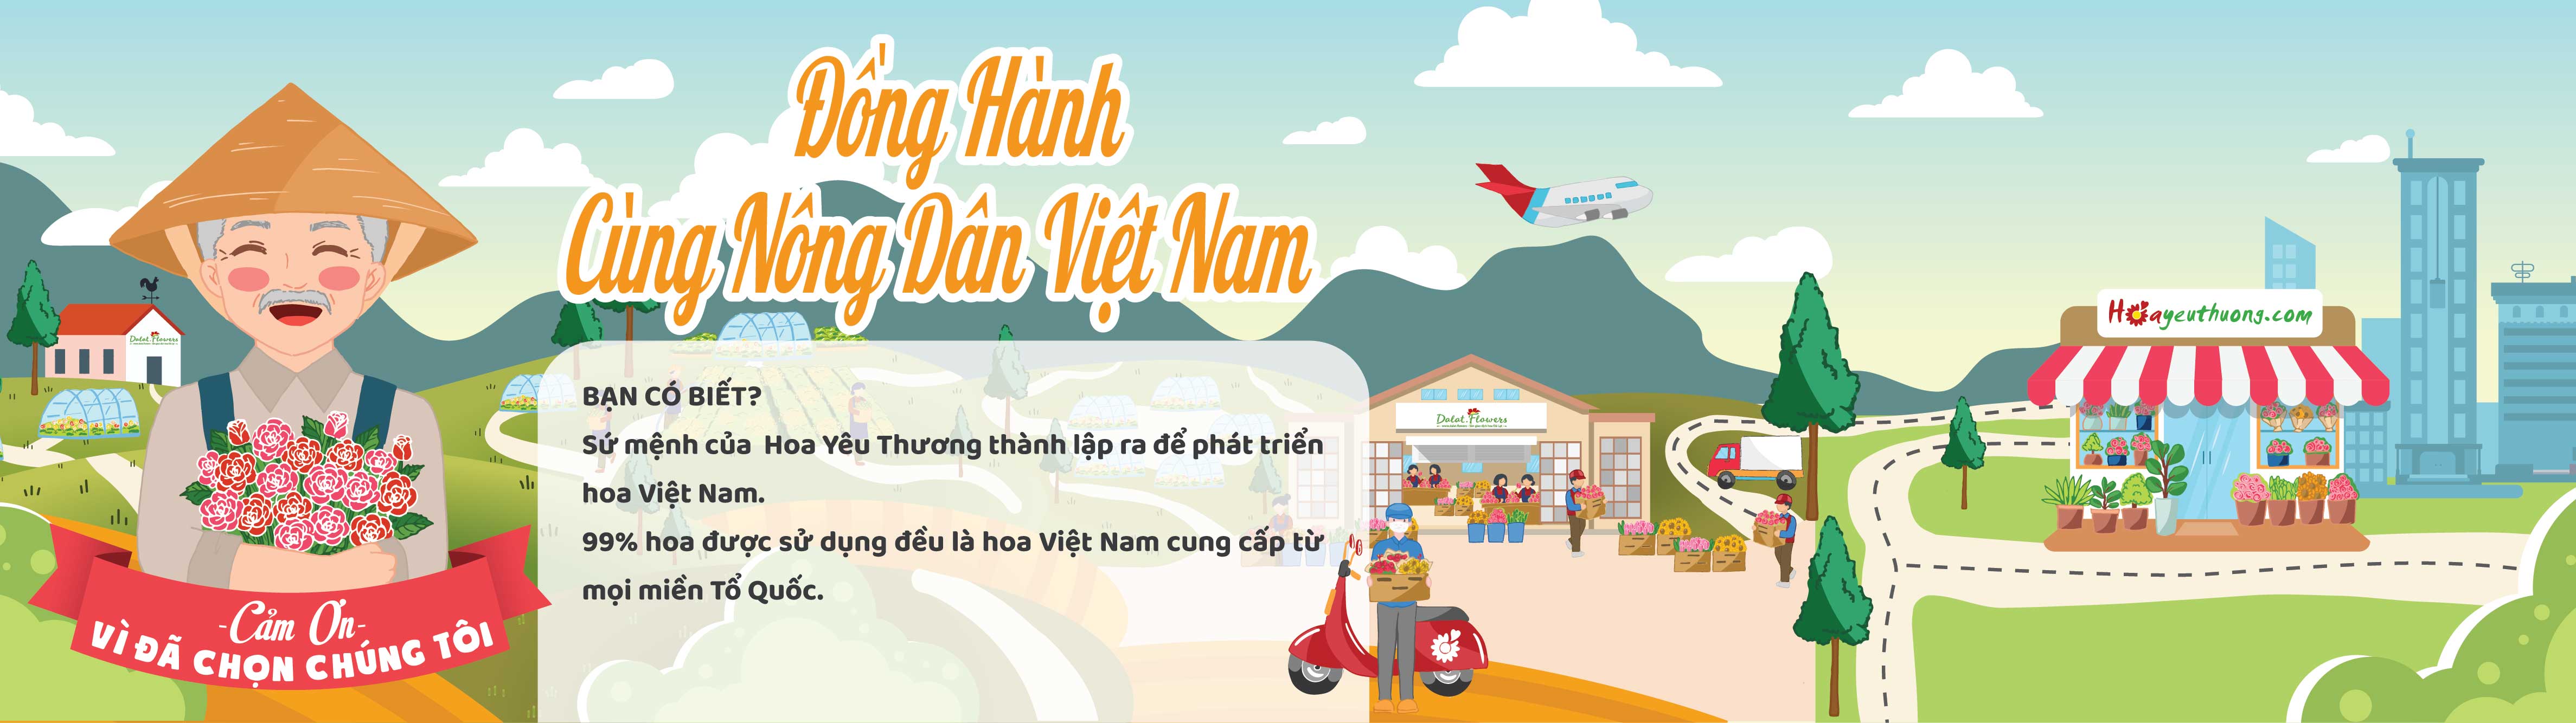 Đồng Hành
Cùng Nông Dân Việt Nam
BẠN CÓ BIẾT?
Sứ mệnh của Hoa Yêu Thương thành lập ra để phát triển
hoa Việt Nam.
99% hoa được sử dụng đều là hoa Việt Nam cung cấp từ
mọi miền Tổ Quốc.
-Cảm Ơn-
VÌ ĐÃ CHỌN CHÚNG TÔI
Dalat Flowers
Dalat Flowers
Hoayeuthuong.com